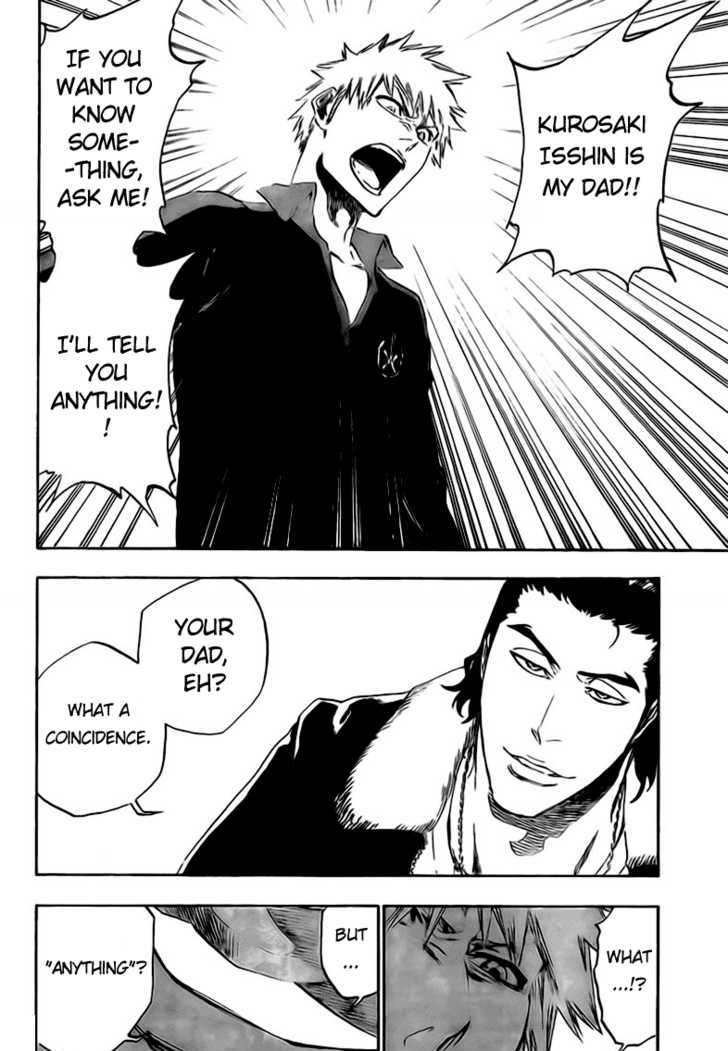 KUROSAKI
ISSHIN IS
MY DAD!!
IF YOU
WANT TO
KNOW
SOME-
-THING,
ASK ME!
I'LL TELL
YOU
ANYTHING!
!
YOUR
DAD,
EH?
WHAT A
COINCIDENCE.
WHAT
...!?
BUT
...
"ANYTHING"?